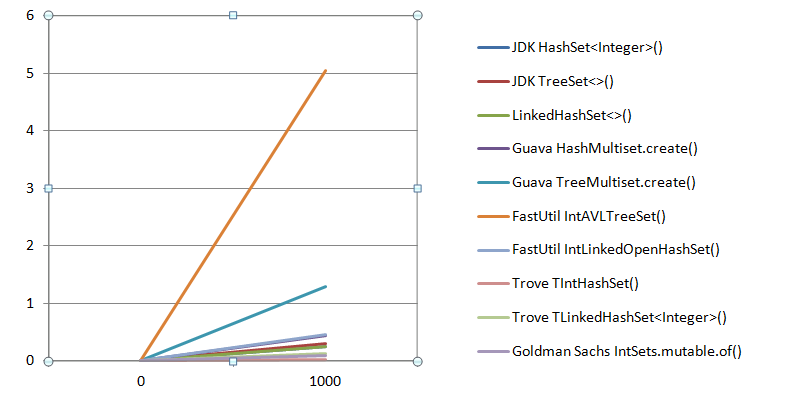 6
5
4
3
2
1
0
0 1000
JDK HashSet<Integer>()
JDK TreeSet<>()
LinkedHashSet<>()
Guava HashMultiset.create()
Guava TreeMultiset.create()
FastUtil IntAVLTreeSet()
FastUtil IntLinkedOpenHashSet()
Trove TIntHashSet()
Trove TLinkedHashSet<Integer>()
Goldman Sachs IntSets.mutable.of()